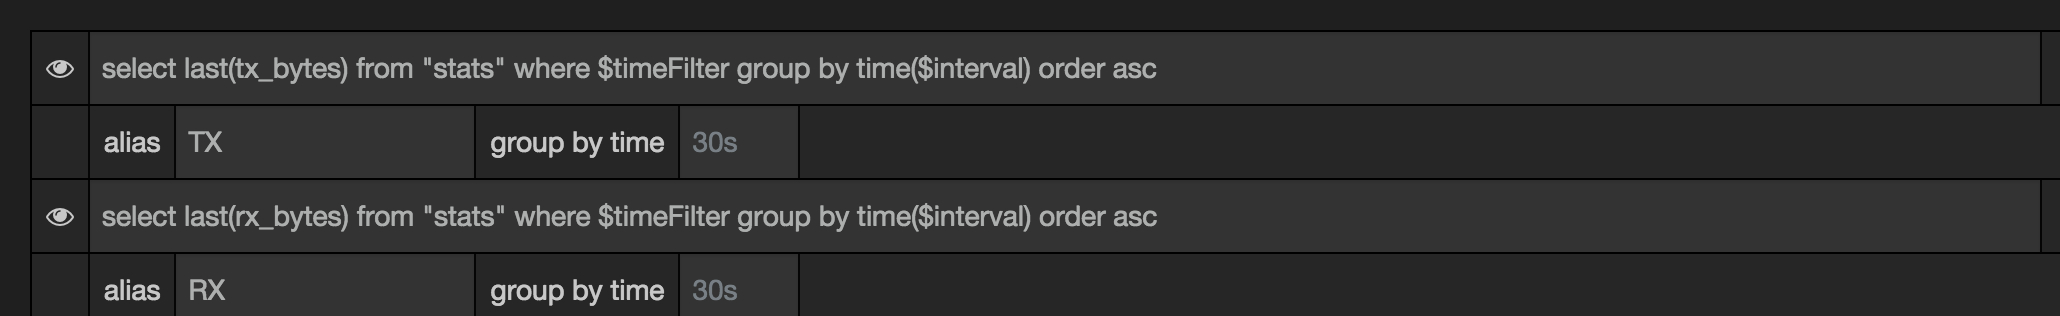 select last(tx_bytes) from "stats" where $timeFilter group by time($interval) order asc
alias TX group by time 30s
select last(rx_bytes) from "stats" where $timeFilter group by time($interval) order asc
alias RX group by time 30s